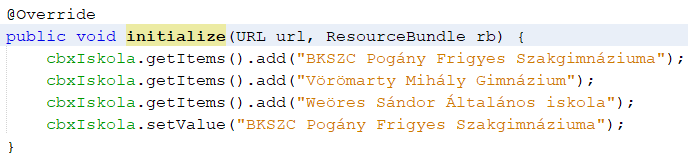 @Override
public void initialize(URL url, ResourceBundle rb) {
    cbxIskola.getItems().add("BKSZC Pogány Frigyes Szakgimnáziuma");
    cbxIskola.getItems().add("Vörömarty Mihály Gimnázium");
    cbxIskola.getItems().add("Weöres Sándor Általános iskola");
    cbxIskola.setValue("BKSZC Pogány Frigyes Szakgimnáziuma");
}